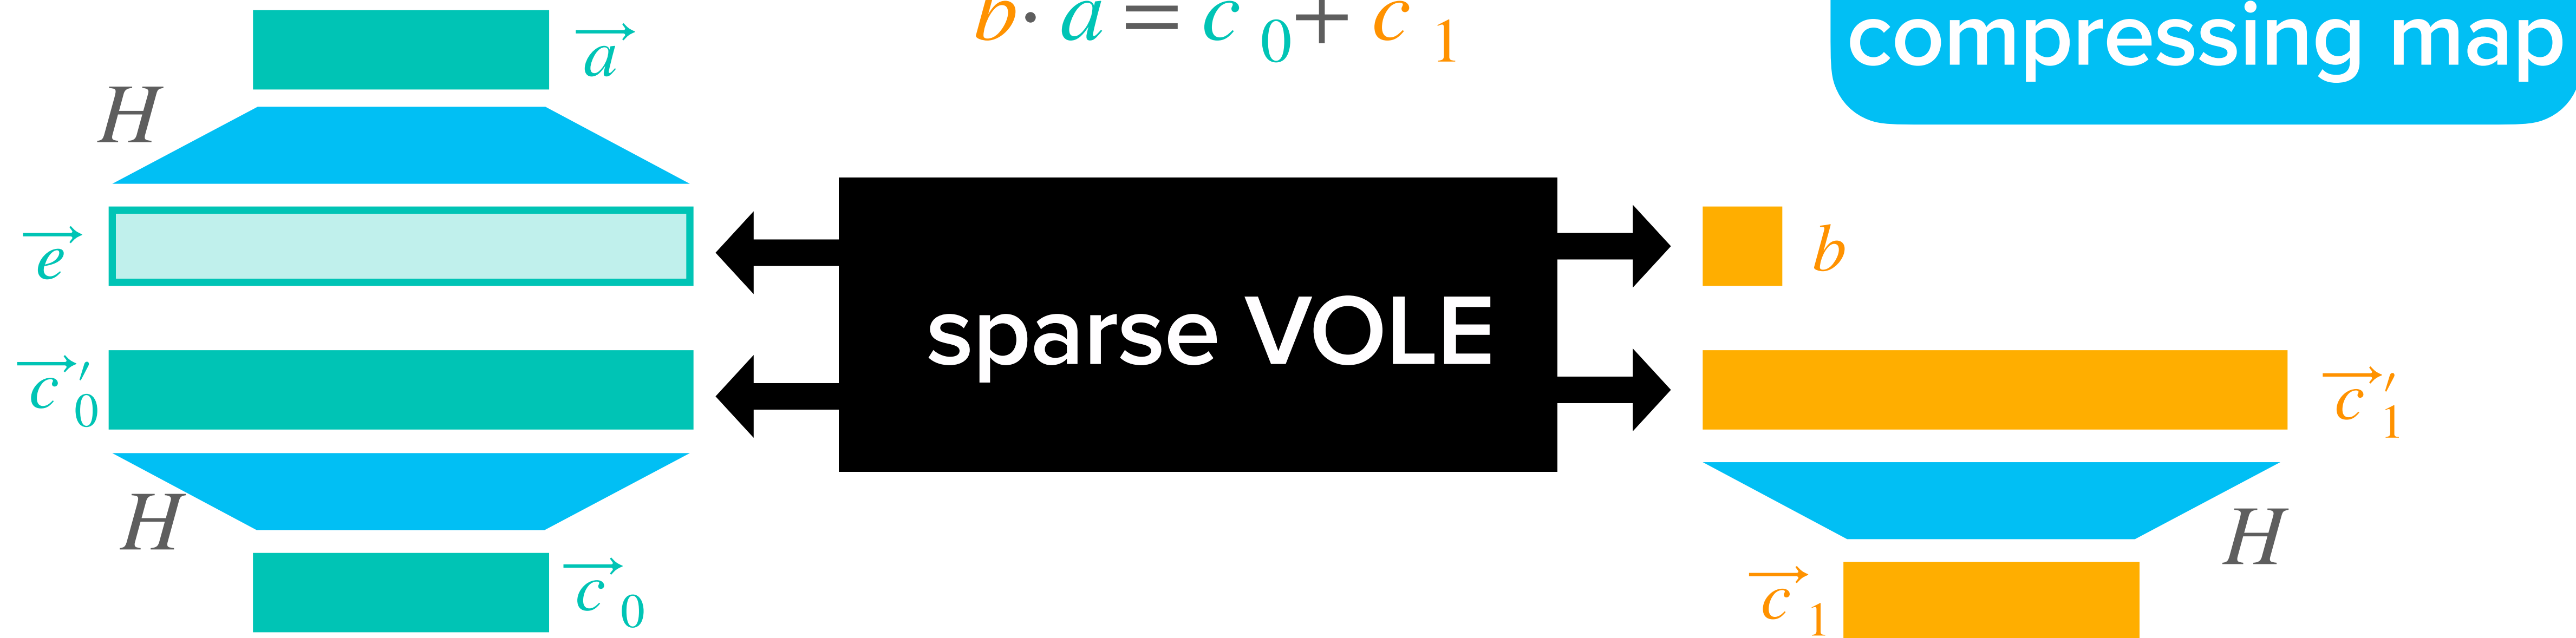 b · a = c 0 + c 1
compressing map
a
H
e
b
sparse VOLE
c′0
c′1
H
H
c 0
c 1